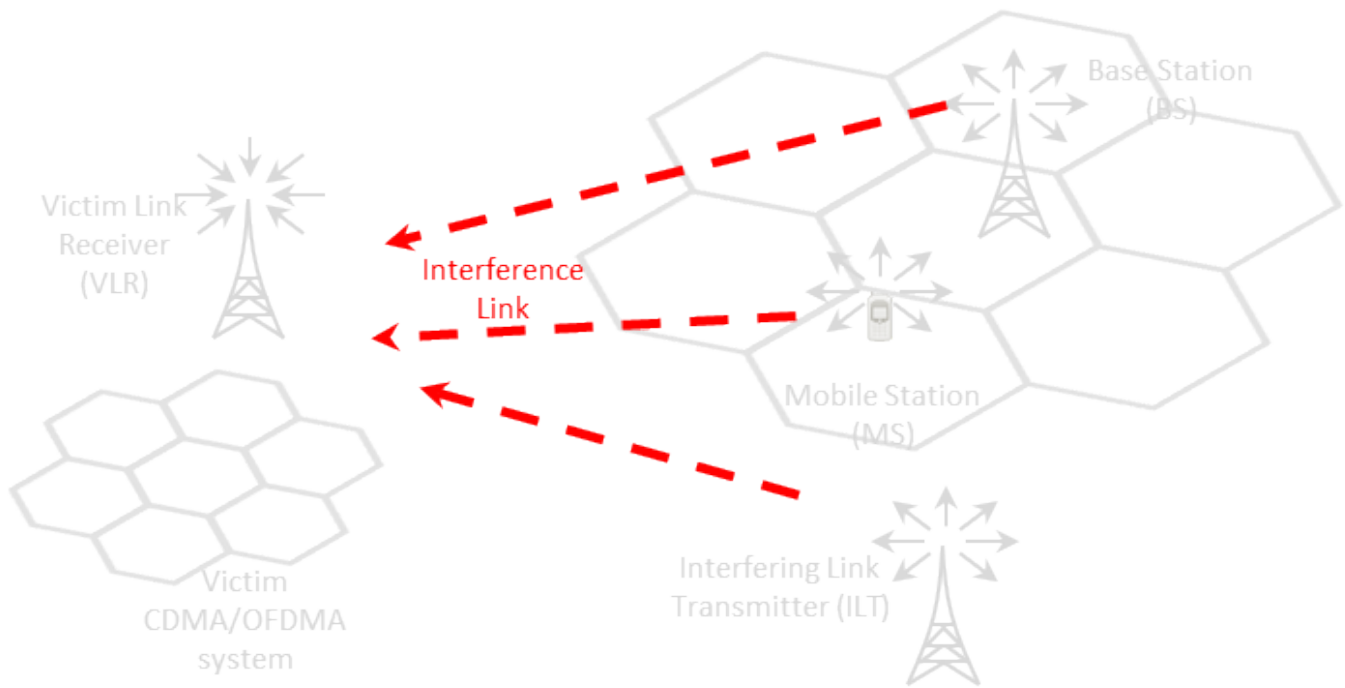 Base Station
(BS)
Victim Link
Receiver
(VLR)
Interference
Link
Mobile Station
(MS)
Interfering Link
Transmitter (ILT)
Victim
CDMA/OFDMA
system